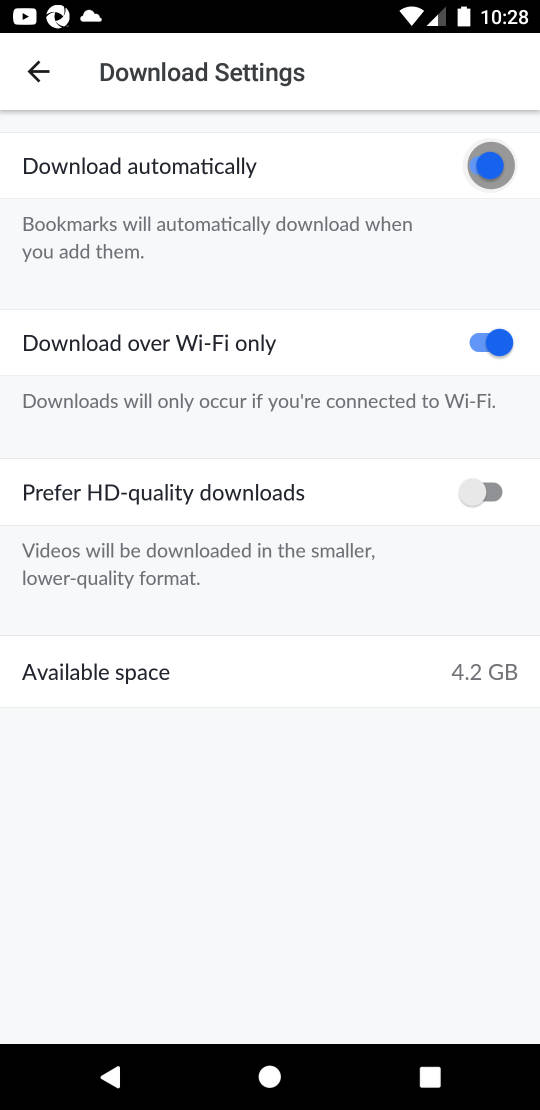 10:28
Download Settings
Download automatically
Bookmarks will automatically download when
you add them.
Download over Wi-Fi only
Downloads will only occur if you're connected to Wi-Fi.
Prefer HD-quality downloads
Videos will be downloaded in the smaller,
lower-quality format.
Available space 4.2 GB